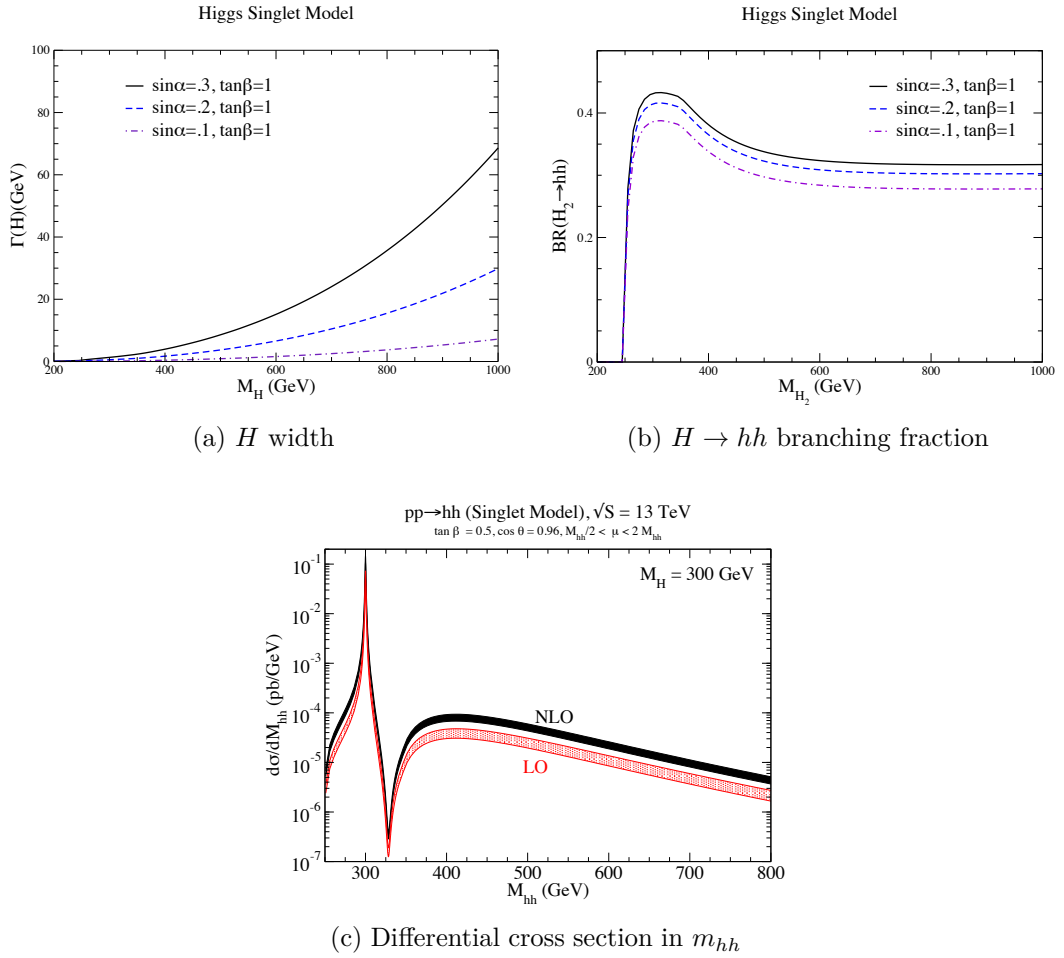 Higgs Singlet Model
100
80
60
40
20
0
Γ(H)(GeV)
sinα=.3, tanβ=1
sinα=.2, tanβ=1
sinα=.1, tanβ=1
200 400 600 800 1000
M_H (GeV)
(a) H width
Higgs Singlet Model
0.4
0.2
0
BR(H_2→hh)
sinα=.3, tanβ=1
sinα=.2, tanβ=1
sinα=.1, tanβ=1
200 400 600 800 1000
M_{H_2} (GeV)
(b) H → hh branching fraction
pp→hh (Singlet Model), √S = 13 TeV
tan β = 0.5, cos θ = 0.96, M_hh/2 < μ < 2 M_hh
M_H = 300 GeV
10^-1
10^-2
10^-3
10^-4
10^-5
10^-6
10^-7
dσ/dM_hh (pb/GeV)
NLO
LO
300 400 500 600 700 800
M_hh (GeV)
(c) Differential cross section in m_hh